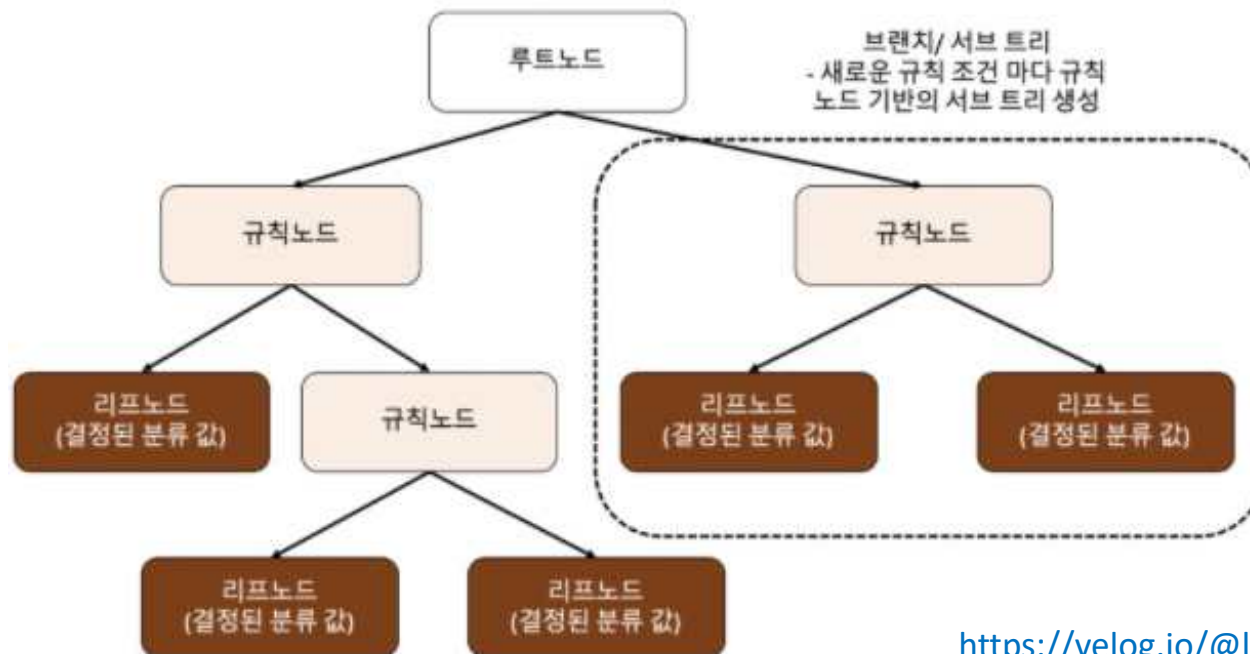 루트노드
브랜치/ 서브 트리
- 새로운 규칙 조건 마다 규칙
노드 기반의 서브 트리 생성
규칙노드
규칙노드
리프노드
(결정된 분류 값)
규칙노드
리프노드
(결정된 분류 값)
리프노드
(결정된 분류 값)
리프노드
(결정된 분류 값)
리프노드
(결정된 분류 값)
https://velog.io/@l